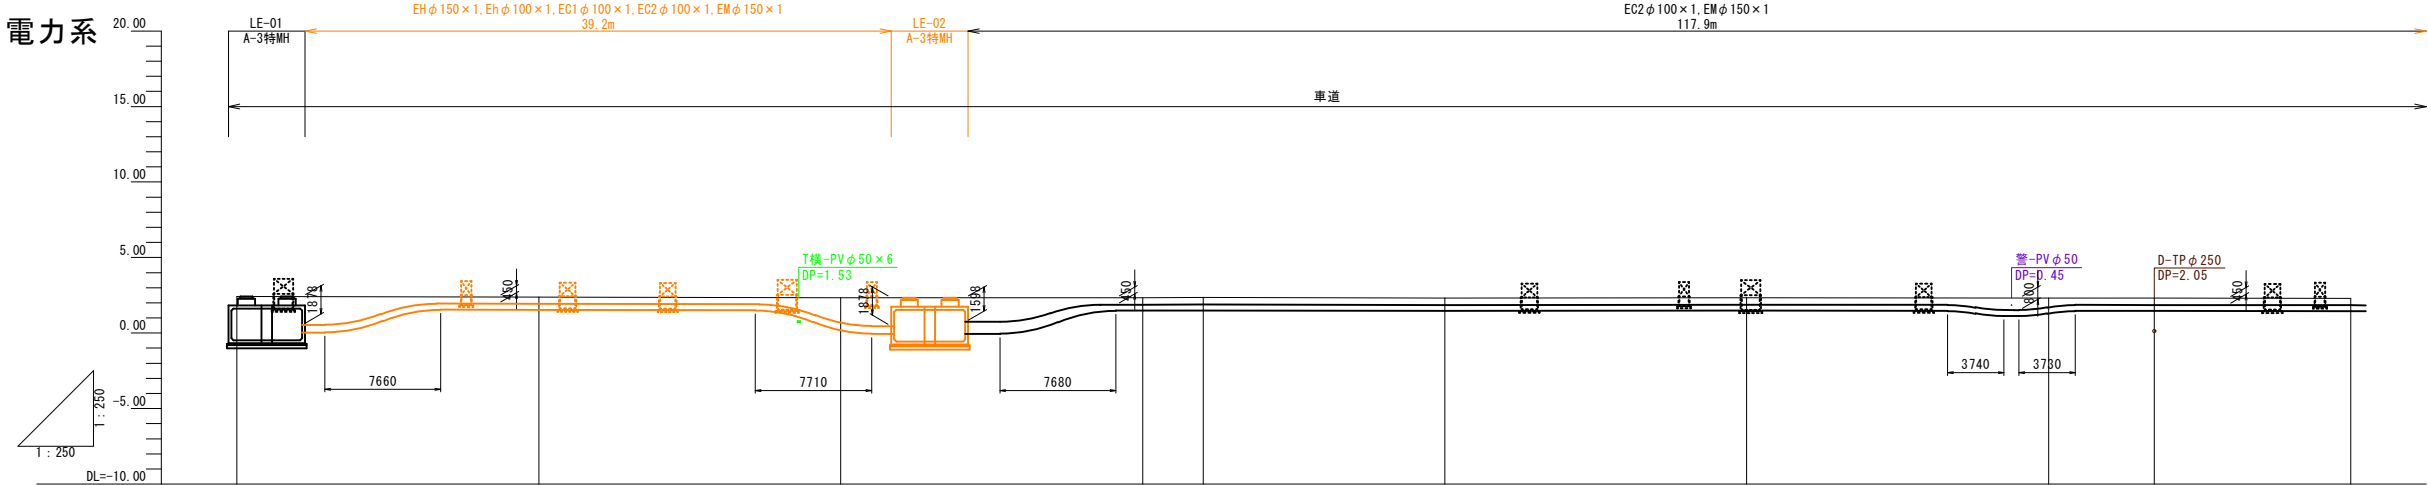 電力系
20.00
15.00
10.00
5.00
0.00
-5.00
DL=-10.00
1 : 250
1 : 250
LE-01
A-3特MH
EHφ150×1,Ehφ100×1,EC1φ100×1,EC2φ100×1,EMφ150×1
39.2m
LE-02
A-3特MH
EC2φ100×1,EMφ150×1
117.9m
車道
1878
450
T横-PVφ50×6
DP=1.53
1878
1598
450
警-PVφ50
DP=0.45
800
D-TPφ250
DP=2.05
450
7660
7710
7680
3740
3730